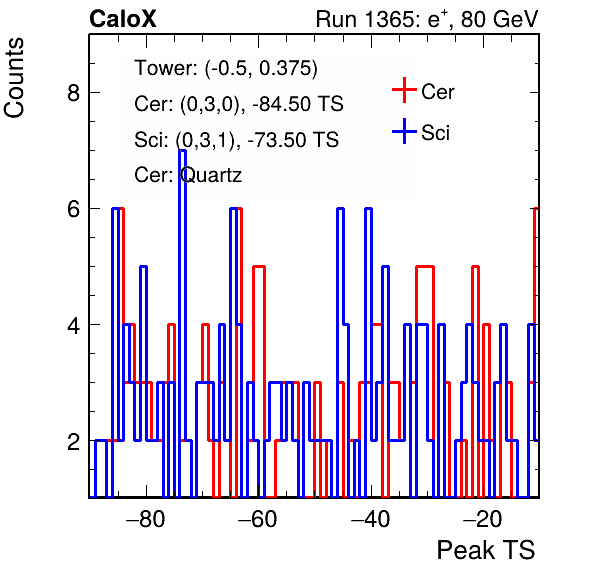 CaloX Run 1365: e+, 80 GeV
Counts
Tower: (-0.5, 0.375)
Cer: (0,3,0), -84.50 TS
Sci: (0,3,1), -73.50 TS
Cer: Quartz
Cer
Sci
8
6
4
2
−80 −60 −40 −20
Peak TS